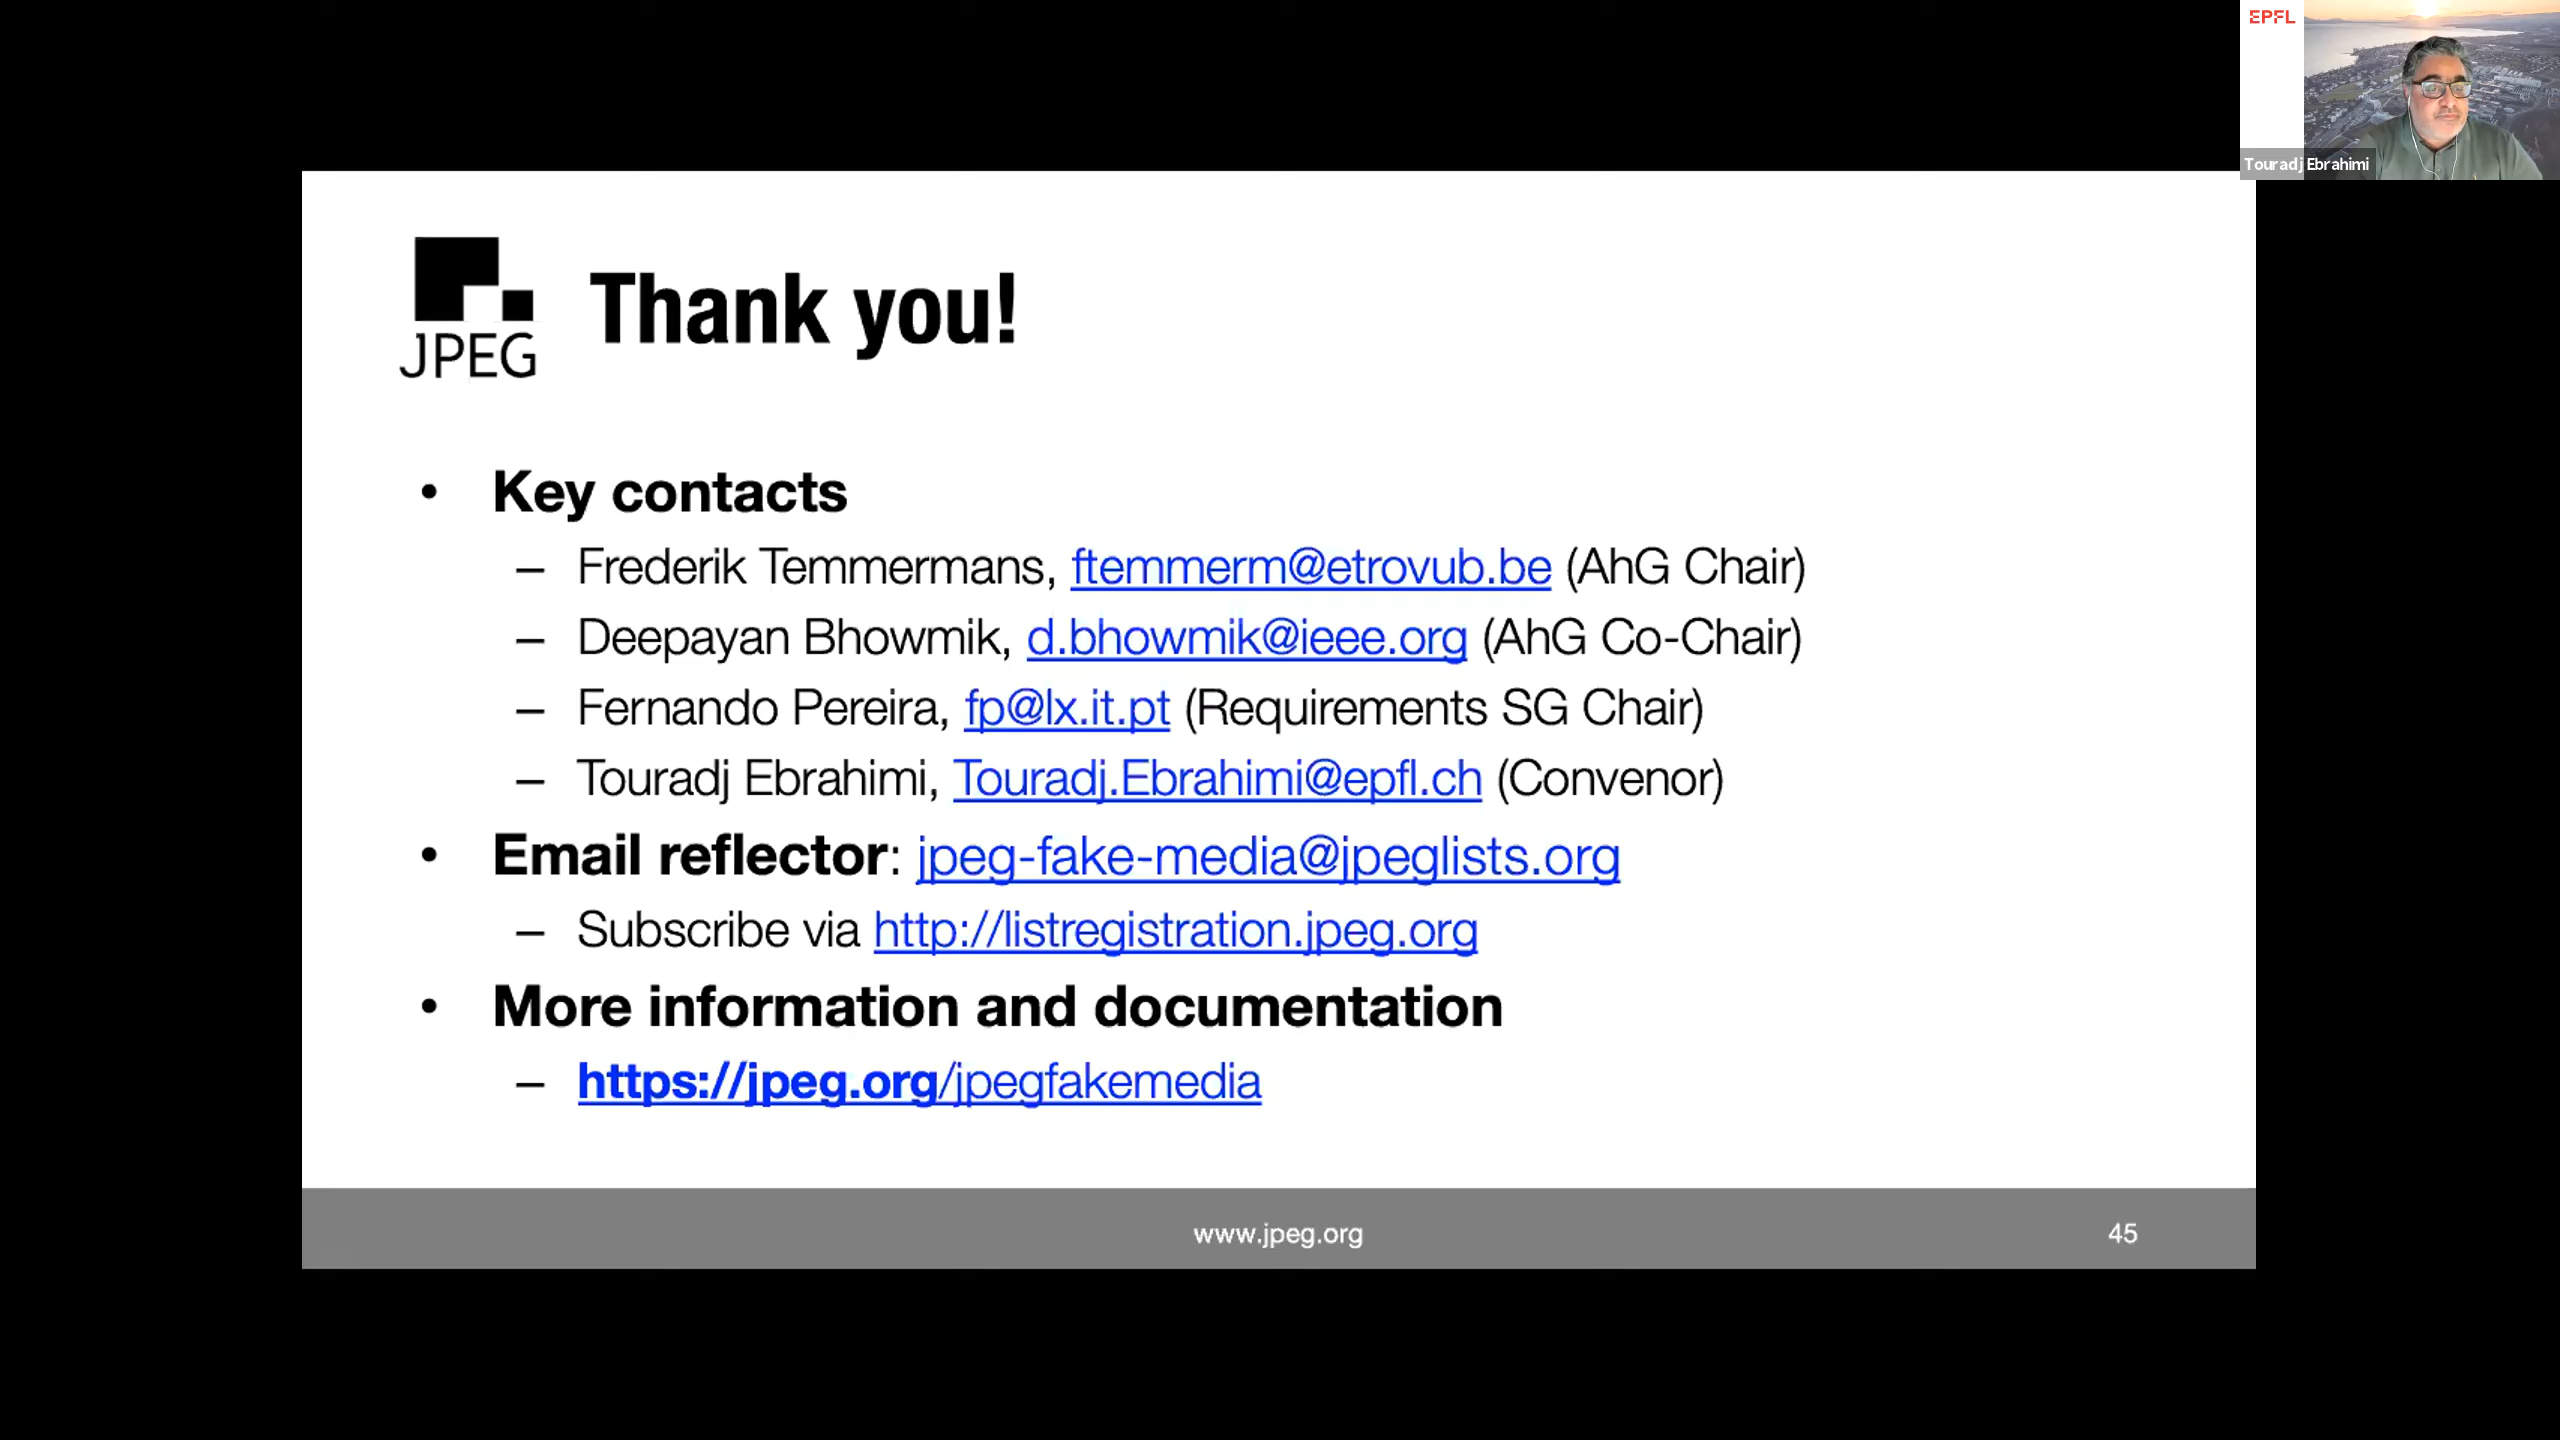 EPFL
Touradj Ebrahimi
JPEG
Thank you!
• Key contacts
– Frederik Temmermans, ftemmerm@etrovub.be (AhG Chair)
– Deepayan Bhowmik, d.bhowmik@ieee.org (AhG Co-Chair)
– Fernando Pereira, fp@lx.it.pt (Requirements SG Chair)
– Touradj Ebrahimi, Touradj.Ebrahimi@epfl.ch (Convenor)
• Email reflector: jpeg-fake-media@jpeglists.org
– Subscribe via http://listregistration.jpeg.org
• More information and documentation
– https://jpeg.org/jpegfakemedia
www.jpeg.org
45